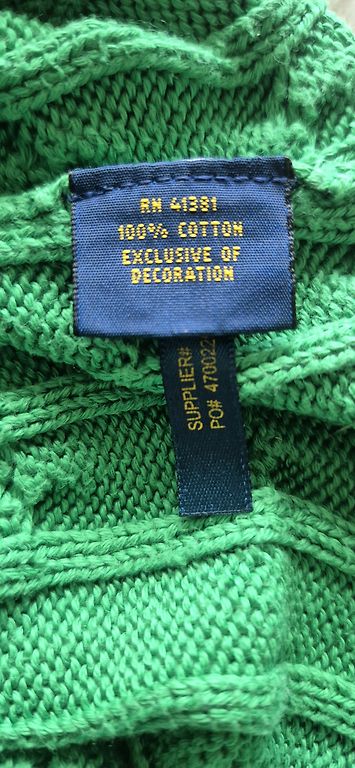 RN 41381
100% COTTON
EXCLUSIVE OF
DECORATION
SUPPLIER#
PO# 470022